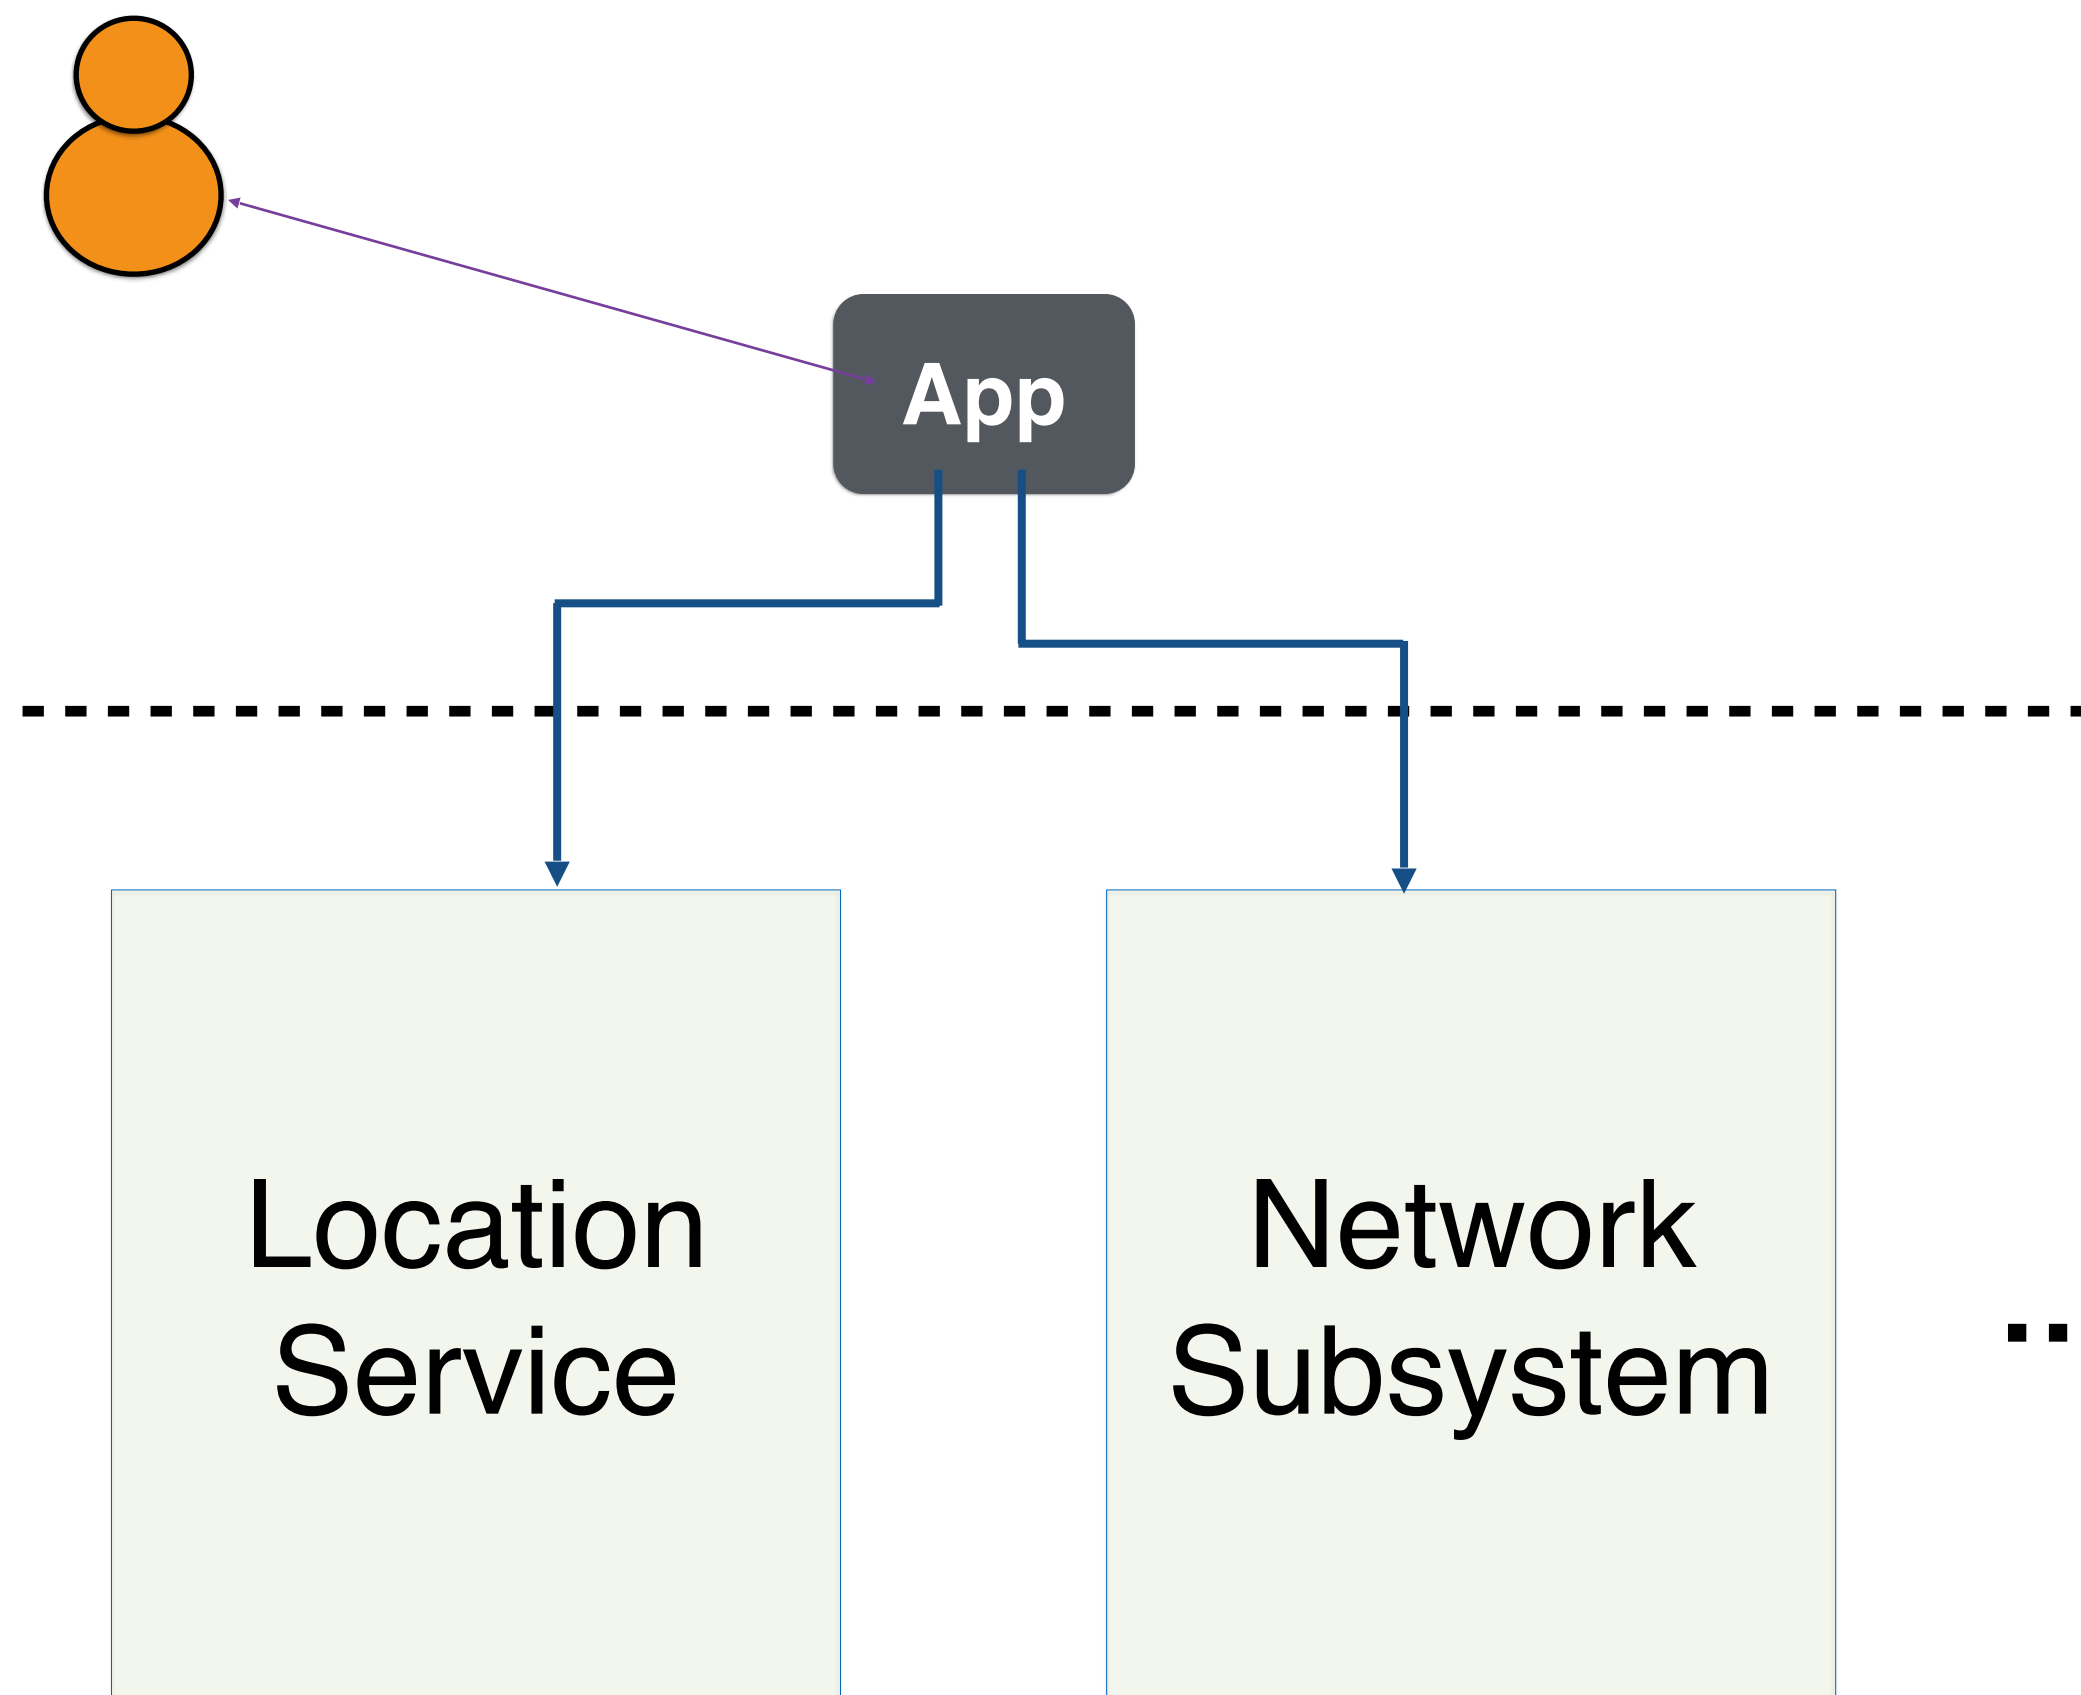 App
Location
Service
Network
Subsystem
..